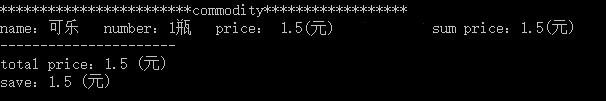 ************************commodity******************
name: 可乐 number: 1瓶 price: 1.5(元) sum price: 1.5(元)
----------------------
total price: 1.5 (元)
save: 1.5 (元)